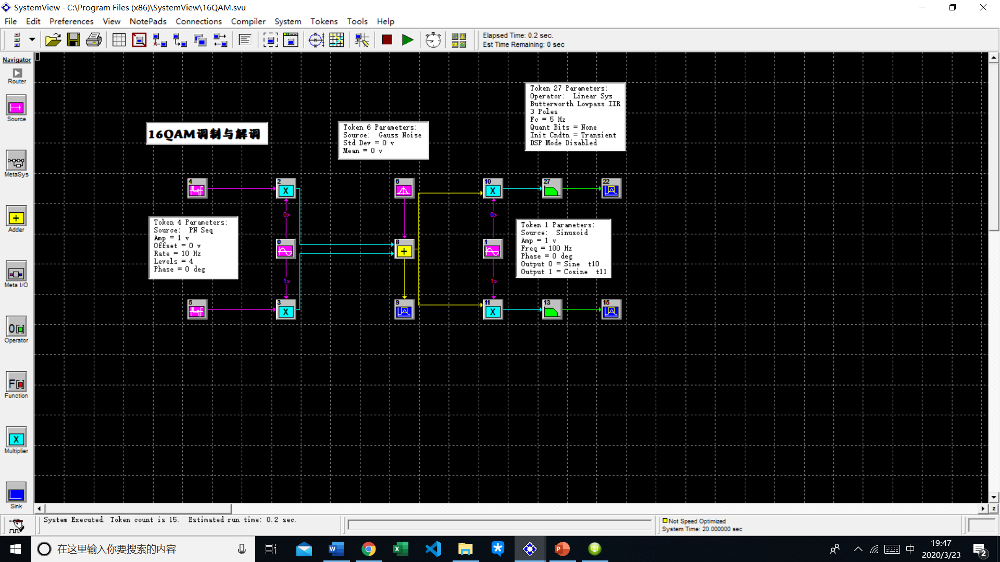 SystemView - C:\Program Files (x86)\SystemView\16QAM.svu
File Edit Preferences View NotePads Connections Compiler System Tokens Tools Help
Elapsed Time: 0.2 sec.
Est Time Remaining: 0 sec
Navigator
Router
Source
MetaSys
Adder
Meta I/O
Operator
Function
Multiplier
Sink
16QAM调制与解调
Token 6 Parameters:
Source: Gauss Noise
Std Dev = 0 v
Mean = 0 v
Token 27 Parameters:
Operator: Linear Sys
Butterworth Lowpass IIR
3 Poles
Fc = 5 Hz
Quant Bits = None
Init Cndtn = Transient
DSP Mode Disabled
4
2
X
6
10
X
27
22
0>
0>
Token 4 Parameters:
Source: PN Seq
Amp = 1 v
Offset = 0 v
Rate = 10 Hz
Levels = 4
Phase = 0 deg
0
8
+
1
Token 1 Parameters:
Source: Sinusoid
Amp = 1 v
Freq = 100 Hz
Phase = 0 deg
Output 0 = Sine t10
Output 1 = Cosine t11
1>
1>
5
3
X
9
11
X
13
15
System Executed. Token count is 15. Estimated run time: 0.2 sec.
Not Speed Optimized
System Time: 20.000000 sec
在这里输入你要搜索的内容
中
19:47
2020/3/23
2